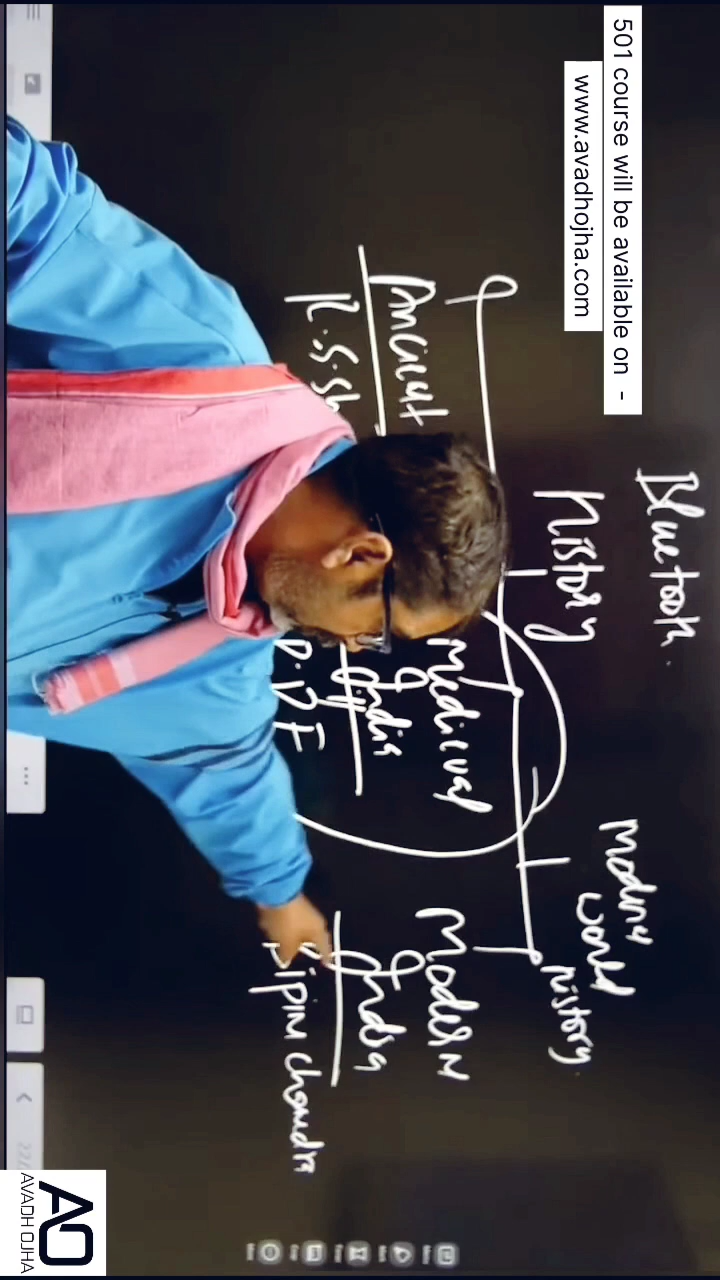 501 course will be available on -
www.avadhojha.com
Bluetooth.
History
Modern
World
History.
Ancient
R.S.Sh
Medieval
India
P.D F
Modern
India
Bipin Chandra
AVADH OJHA